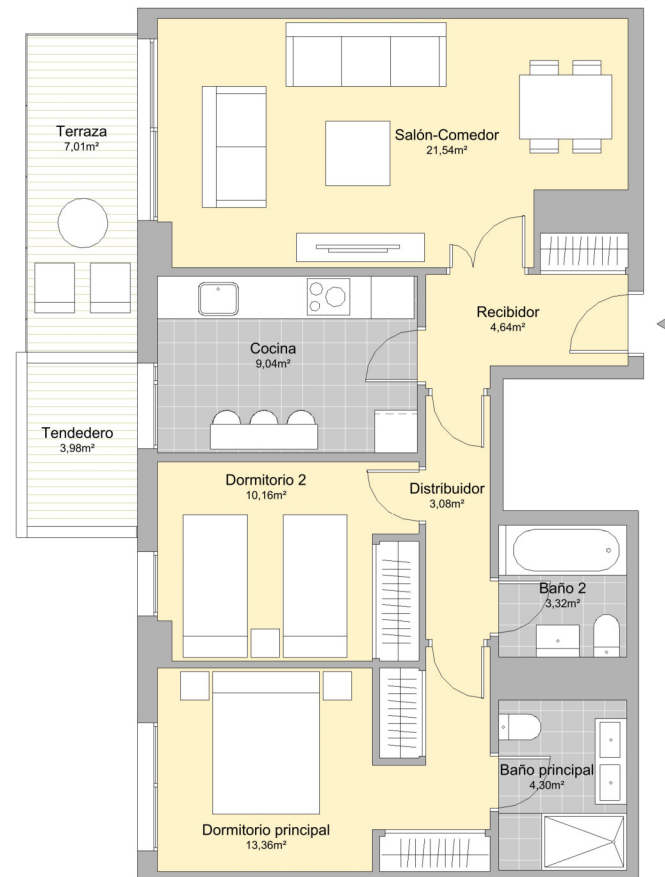 Terraza
7,01m²
Salón-Comedor
21,54m²
Recibidor
4,64m²
Cocina
9,04m²
Tendedero
3,98m²
Dormitorio 2
10,16m²
Distribuidor
3,08m²
Baño 2
3,32m²
Baño principal
4,30m²
Dormitorio principal
13,36m²